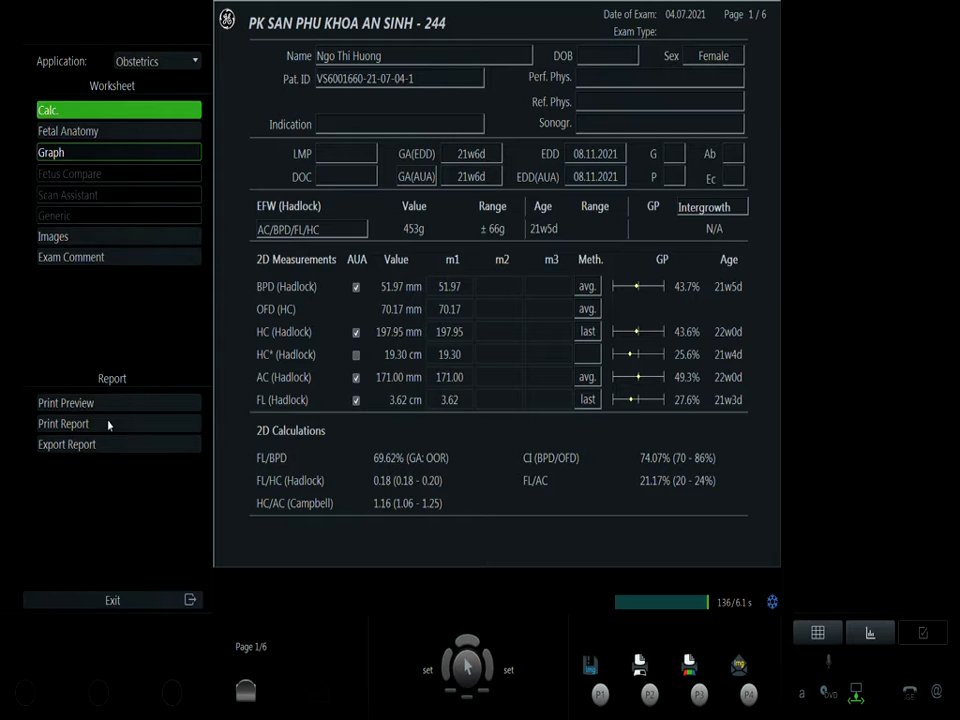 PK SAN PHU KHOA AN SINH - 244
Date of Exam: 04.07.2021 Page 1 / 6
Exam Type:
Application: Obstetrics
Worksheet
Calc.
Fetal Anatomy
Graph
Fetus Compare
Scan Assistant
Generic
Images
Exam Comment
Report
Print Preview
Print Report
Export Report
Exit
Name Ngo Thi Huong DOB Sex Female
Pat. ID VS6001660-21-07-04-1 Perf. Phys.
Ref. Phys.
Indication Sonogr.
LMP GA(EDD) 21w6d EDD 08.11.2021 G Ab
DOC GA(AUA) 21w6d EDD(AUA) 08.11.2021 P Ec
EFW (Hadlock) Value Range Age Range GP Intergrowth
AC/BPD/FL/HC 453g ± 66g 21w5d N/A
2D Measurements AUA Value m1 m2 m3 Meth. GP Age
BPD (Hadlock) 51.97 mm 51.97 avg. 43.7% 21w5d
OFD (HC) 70.17 mm 70.17 avg.
HC (Hadlock) 197.95 mm 197.95 last 43.6% 22w0d
HC* (Hadlock) 19.30 cm 19.30 25.6% 21w4d
AC (Hadlock) 171.00 mm 171.00 avg. 49.3% 22w0d
FL (Hadlock) 3.62 cm 3.62 last 27.6% 21w3d
2D Calculations
FL/BPD 69.62% (GA: OOR) CI (BPD/OFD) 74.07% (70 - 86%)
FL/HC (Hadlock) 0.18 (0.18 - 0.20) FL/AC 21.17% (20 - 24%)
HC/AC (Campbell) 1.16 (1.06 - 1.25)
136/6.1 s
Page 1/6
set set
Img
P1 P2 P3 P4
a DVD @